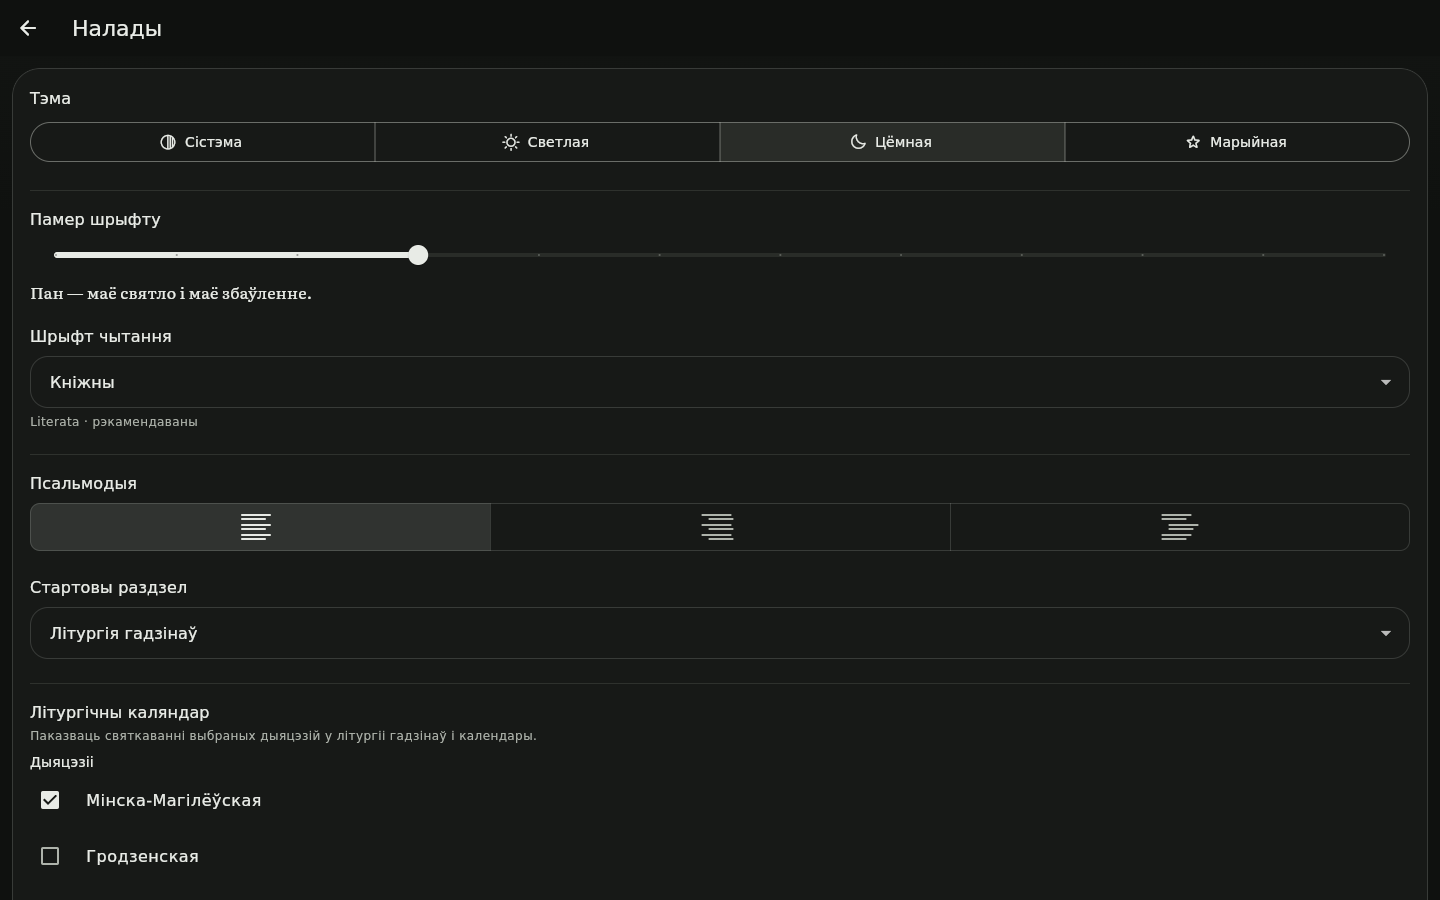 Налады
Тэма
Сістэма
Светлая
Цёмная
Марыйная
Памер шрыфту
Пан — маё святло і маё збаўленне.
Шрыфт чытання
Кніжны
Literata · рэкамендаваны
Псальмодыя
Стартовы раздзел
Літургія гадзінаў
Літургічны каляндар
Паказваць святкаванні выбраных дыяцэзій у літургіі гадзінаў і календары.
Дыяцэзіі
Мінска-Магілёўская
Гродзенская